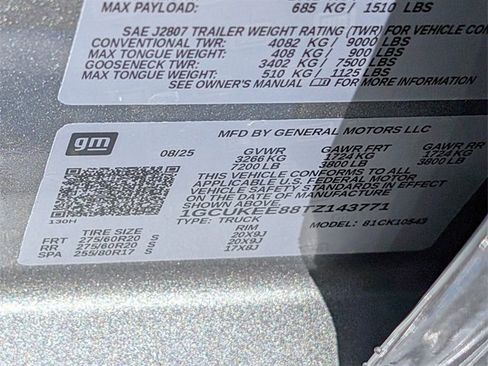 MAX PAYLOAD: 685 KG / 1510 LBS
SAE J2807 TRAILER WEIGHT RATING (TWR) FOR VEHICLE CON
CONVENTIONAL TWR: 4082 KG/ 9000 LBS
MAX TONGUE WEIGHT: 408 KG/ 900 LBS
GOOSENECK TWR: 3402 KG/ 7500 LBS
MAX TONGUE WEIGHT: 510 KG/ 1125 LBS
SEE OWNER'S MANUAL FOR MORE INFORMATION
gm
MFD BY GENERAL MOTORS LLC
08/25 GVWR GAWR FRT GAWR RR
3266 KG 1724 KG 1724 KG
7200 LB 3800 LB 3800 LB
THIS VEHICLE CONFORMS TO ALL
APPLICABLE U.S. FEDERAL MOTOR
VEHICLE SAFETY STANDARDS IN EFFECT
ON THE DATE OF MANUFACTURE
SHOWN ABOVE.
1GCUKEE88TZ143771
TYPE: TRUCK MODEL: 81CK10543
130H
TIRE SIZE RIM
FRT 275/60R20 S 20X9J
RR 275/60R20 S 20X9J
SPA 255/80R17 S 17X8J